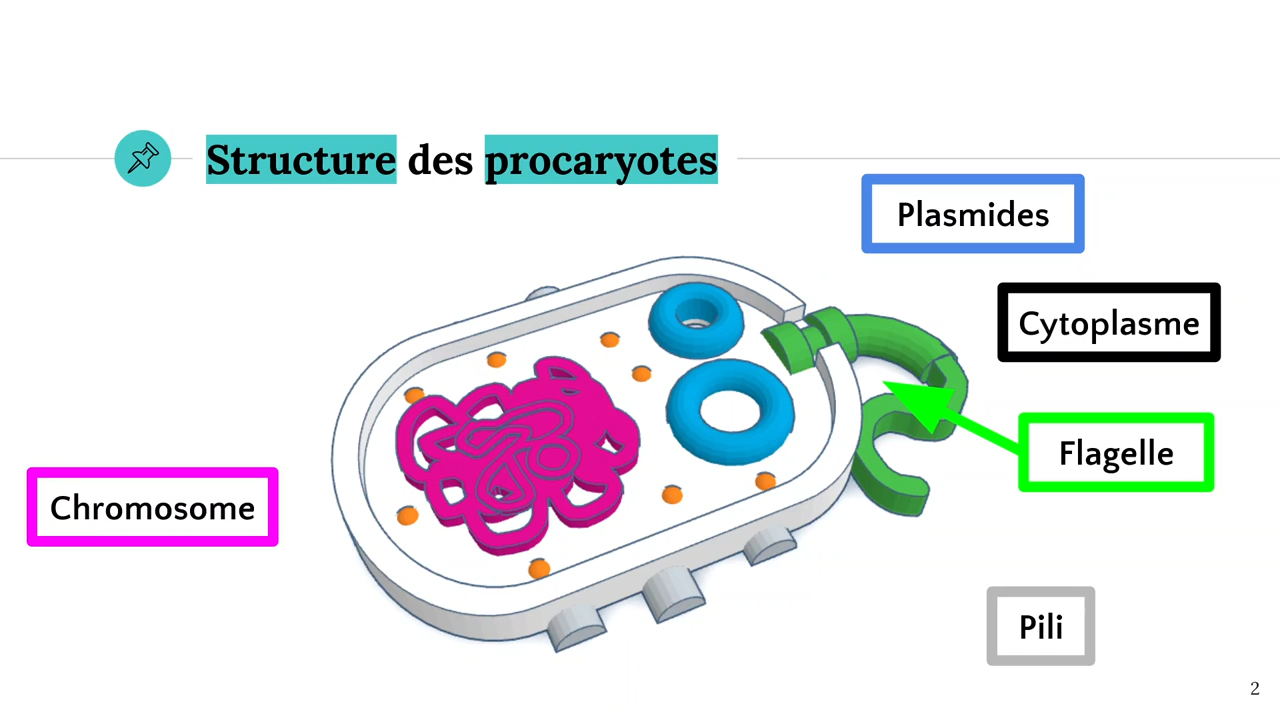 Structure des procaryotes
Plasmides
Cytoplasme
Flagelle
Chromosome
Pili
2